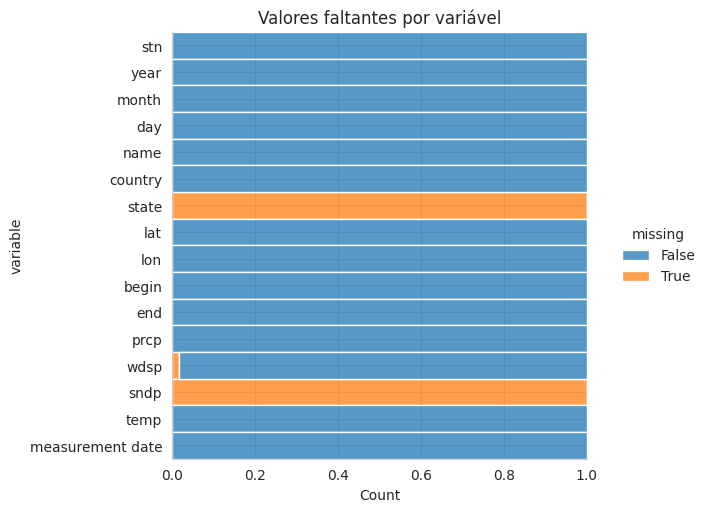 Valores faltantes por variável
variable
stn
year
month
day
name
country
state
lat
lon
begin
end
prcp
wdsp
sndp
temp
measurement date
0.0 0.2 0.4 0.6 0.8 1.0
Count
missing
False
True